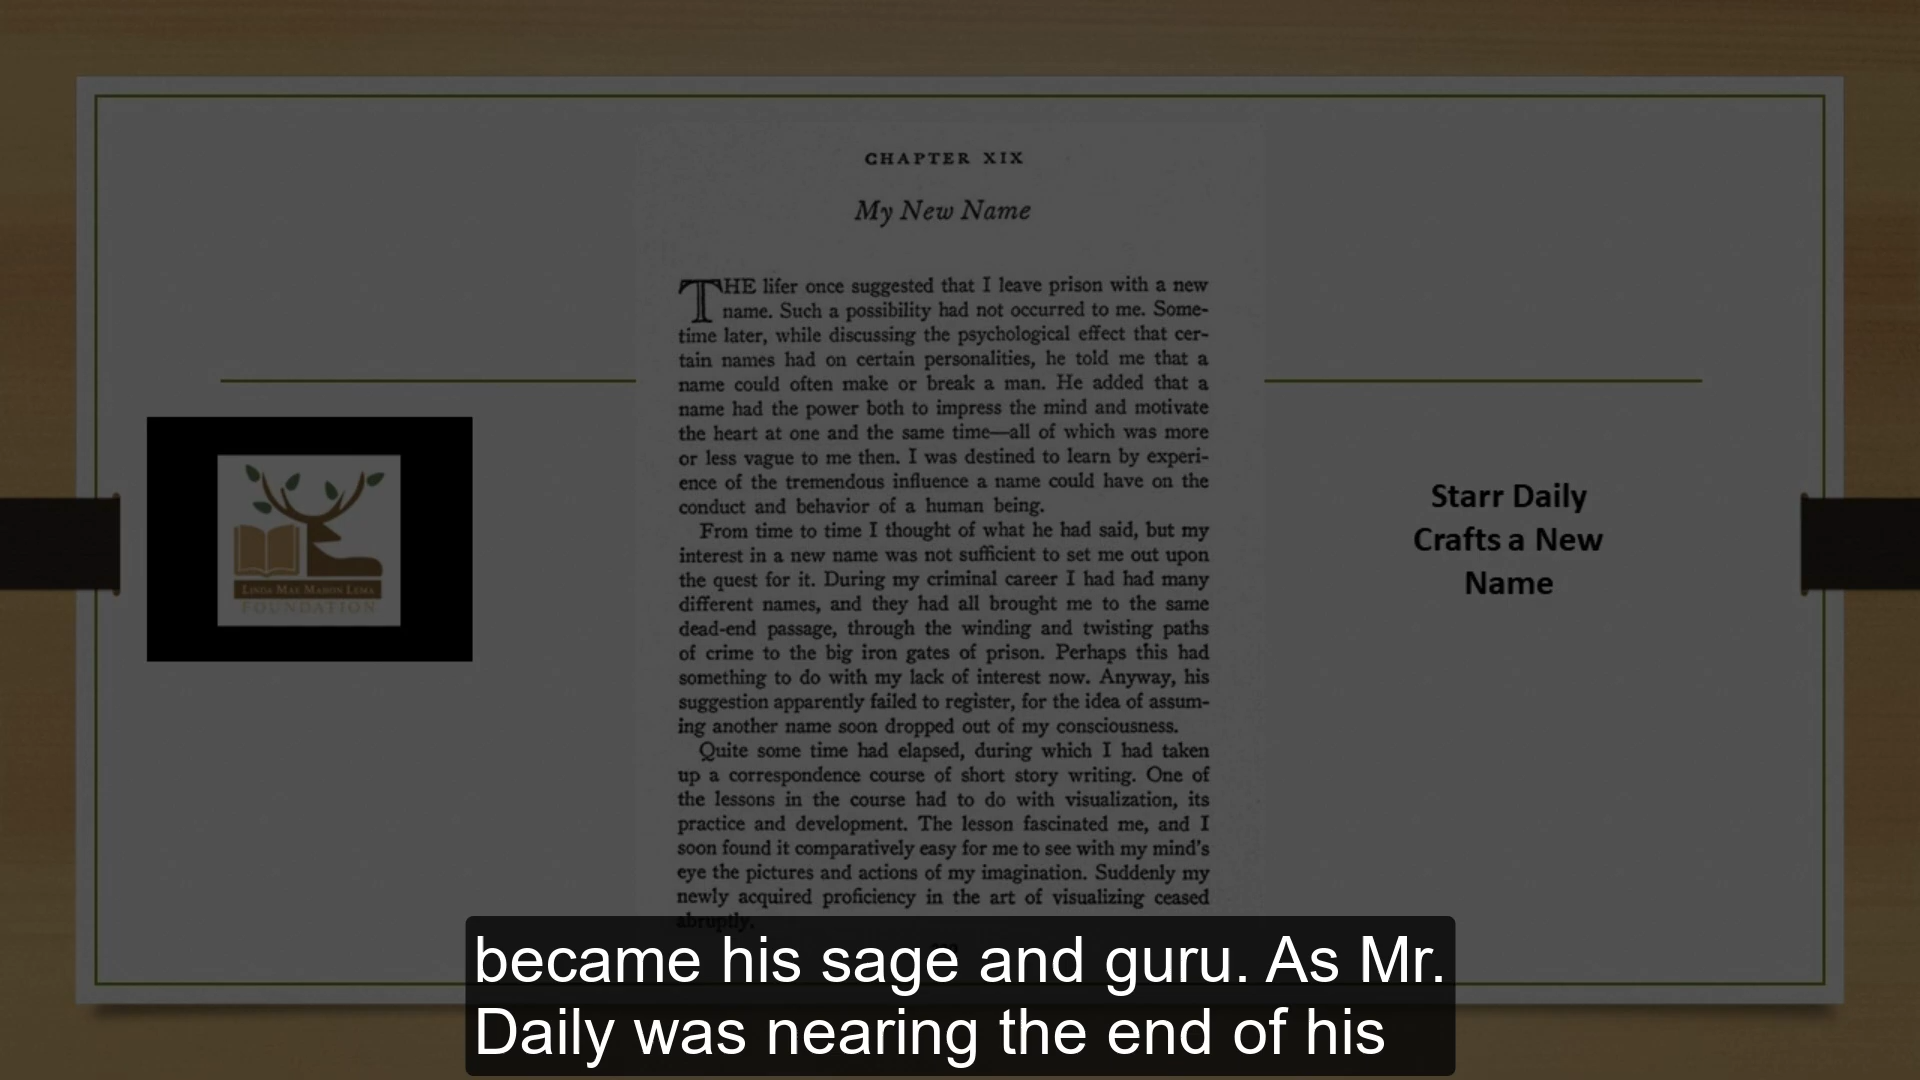 CHAPTER XIX
My New Name
THE lifer once suggested that I leave prison with a new
name. Such a possibility had not occurred to me. Some-
time later, while discussing the psychological effect that cer-
tain names had on certain personalities, he told me that a
name could often make or break a man. He added that a
name had the power both to impress the mind and motivate
the heart at one and the same time—all of which was more
or less vague to me then. I was destined to learn by experi-
ence of the tremendous influence a name could have on the
conduct and behavior of a human being.
From time to time I thought of what he had said, but my
interest in a new name was not sufficient to set me out upon
the quest for it. During my criminal career I had had many
different names, and they had all brought me to the same
dead-end passage, through the winding and twisting paths
of crime to the big iron gates of prison. Perhaps this had
something to do with my lack of interest now. Anyway, his
suggestion apparently failed to register, for the idea of assum-
ing another name soon dropped out of my consciousness.
Quite some time had elapsed, during which I had taken
up a correspondence course of short story writing. One of
the lessons in the course had to do with visualization, its
practice and development. The lesson fascinated me, and I
soon found it comparatively easy for me to see with my mind's
eye the pictures and actions of my imagination. Suddenly my
newly acquired proficiency in the art of visualizing ceased
abruptly.
LINDA MAE MAHON LEMA
FOUNDATION
Starr Daily
Crafts a New
Name
became his sage and guru. As Mr.
Daily was nearing the end of his